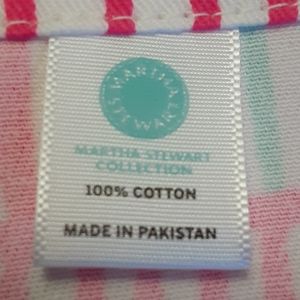 MARTHA
STEWART
MARTHA STEWART
COLLECTION
100% COTTON
MADE IN PAKISTAN